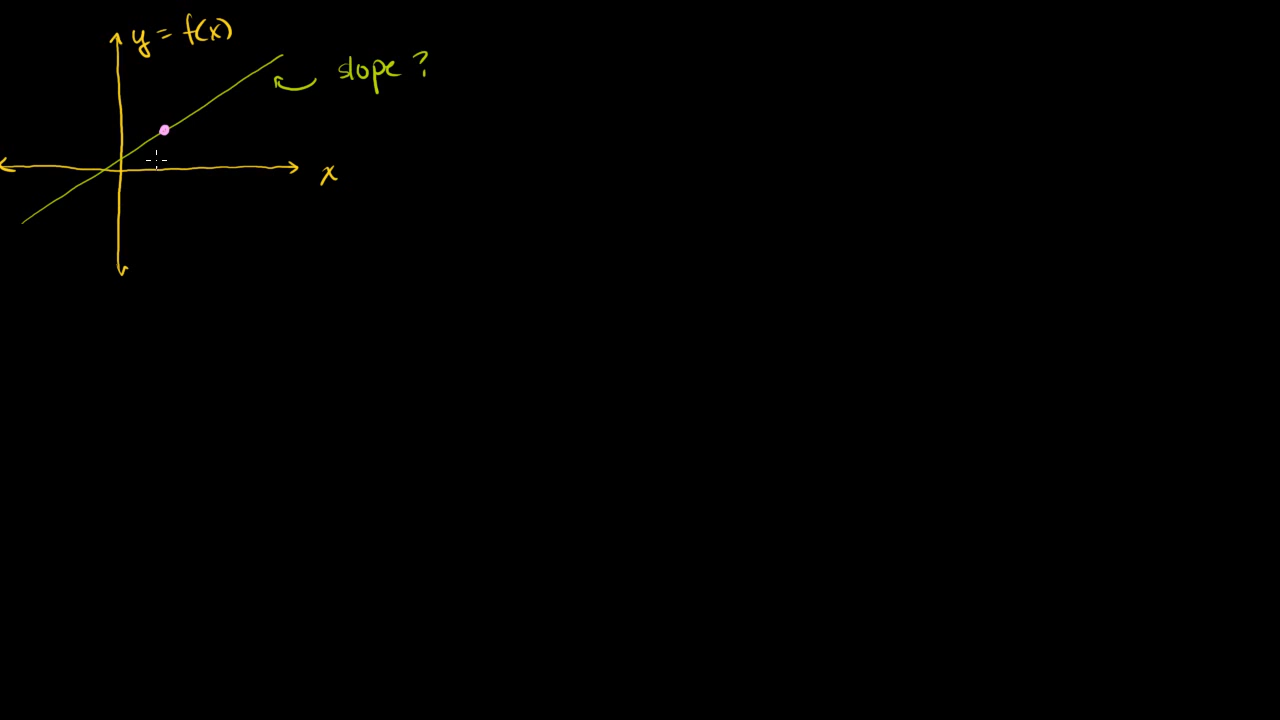 y = f(x)
slope ?
x